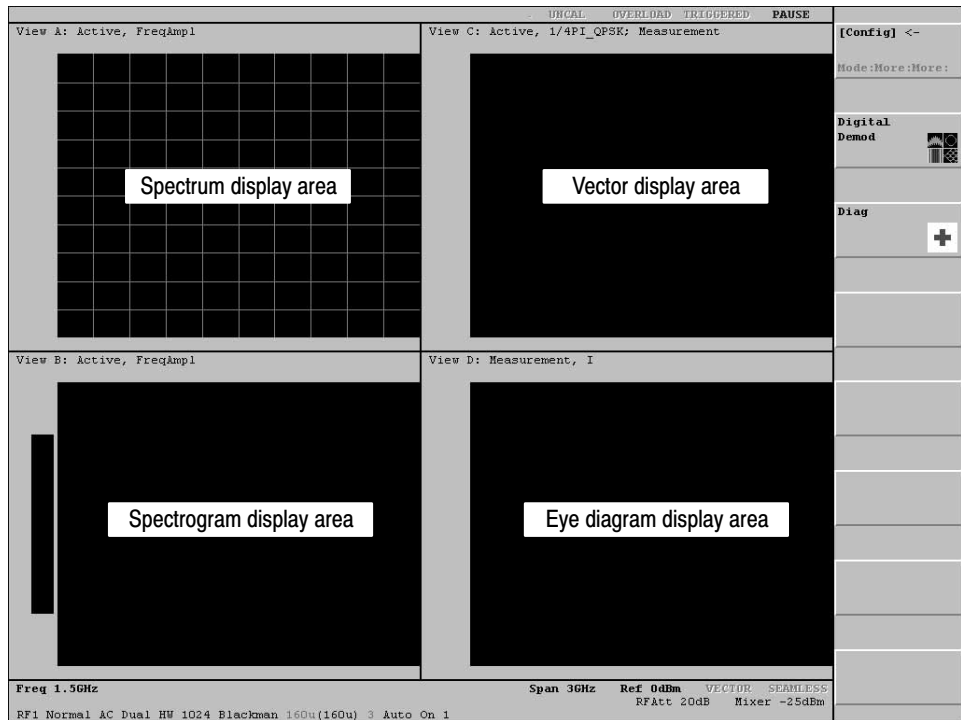 UNCAL OVERLOAD TRIGGERED PAUSE
View A: Active, FreqAmpl
View C: Active, 1/4PI_QPSK; Measurement
[Config] <-
Mode:More:More:
Digital
Demod
Spectrum display area
Vector display area
Diag
View B: Active, FreqAmpl
View D: Measurement, I
Spectrogram display area
Eye diagram display area
Freq 1.5GHz
Span 3GHz Ref 0dBm VECTOR SEAMLESS
RFAtt 20dB Mixer -25dBm
RF1 Normal AC Dual HW 1024 Blackman 160u(160u) 3 Auto On 1